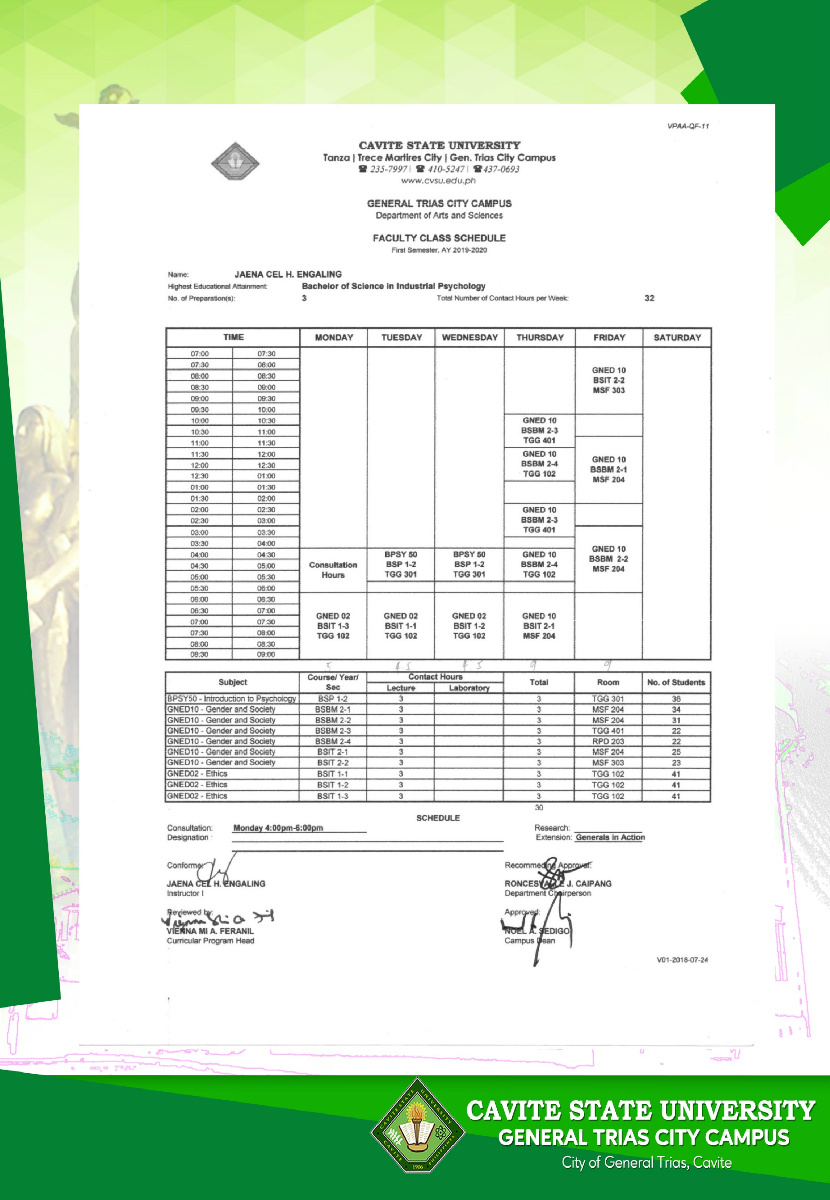 VPAA-QF-11
CAVITE STATE UNIVERSITY
Tanza | Trece Martires City | Gen. Trias City Campus
☎ 235-7997| ☎ 410-5247| ☎437-0693
www.cvsu.edu.ph
GENERAL TRIAS CITY CAMPUS
Department of Arts and Sciences
FACULTY CLASS SCHEDULE
First Semester, AY 2019-2020
Name: JAENA CEL H. ENGALING
Highest Educational Attainment: Bachelor of Science in Industrial Psychology
No. of Preparation(s): 3 Total Number of Contact Hours per Week: 32
TIME MONDAY TUESDAY WEDNESDAY THURSDAY FRIDAY SATURDAY
07:00 07:30
07:30 08:00
08:00 08:30
08:30 09:00
09:00 09:30
09:30 10:00
10:00 10:30
10:30 11:00
11:00 11:30
11:30 12:00
12:00 12:30
12:30 01:00
01:00 01:30
01:30 02:00
02:00 02:30
02:30 03:00
03:00 03:30
03:30 04:00
04:00 04:30
04:30 05:00
05:00 05:30
05:30 06:00
06:00 06:30
06:30 07:00
07:00 07:30
07:30 08:00
08:00 08:30
08:30 09:00
Consultation
Hours
GNED 02
BSIT 1-3
TGG 102
BPSY 50
BSP 1-2
TGG 301
GNED 02
BSIT 1-1
TGG 102
BPSY 50
BSP 1-2
TGG 301
GNED 02
BSIT 1-2
TGG 102
GNED 10
BSBM 2-3
TGG 401
GNED 10
BSBM 2-4
TGG 102
GNED 10
BSBM 2-3
TGG 401
GNED 10
BSBM 2-4
TGG 102
GNED 10
BSIT 2-1
MSF 204
GNED 10
BSIT 2-2
MSF 303
GNED 10
BSBM 2-1
MSF 204
GNED 10
BSBM 2-2
MSF 204
Subject Course/ Year/ Sec Contact Hours Total Room No. of Students
Lecture Laboratory
BPSY50 - Introduction to Psychology BSP 1-2 3 3 TGG 301 36
GNED10 - Gender and Society BSBM 2-1 3 3 MSF 204 34
GNED10 - Gender and Society BSBM 2-2 3 3 MSF 204 31
GNED10 - Gender and Society BSBM 2-3 3 3 TGG 401 22
GNED10 - Gender and Society BSBM 2-4 3 3 RPD 203 22
GNED10 - Gender and Society BSIT 2-1 3 3 MSF 204 25
GNED10 - Gender and Society BSIT 2-2 3 3 MSF 303 23
GNED02 - Ethics BSIT 1-1 3 3 TGG 102 41
GNED02 - Ethics BSIT 1-2 3 3 TGG 102 41
GNED02 - Ethics BSIT 1-3 3 3 TGG 102 41
30
SCHEDULE
Consultation: Monday 4:00pm-6:00pm Research:
Designation : Extension: Generals in Action
Conforme: Recommeding Approval:
JAENA CEL H. ENGALING J. CAIPANG
Instructor I Department Chairperson
Reviewed by: Approved:
VIENNA MI A. FERANIL NOEL A. SEDIGO
Curricular Program Head Campus Dean
V01-2018-07-24
CAVITE STATE UNIVERSITY
GENERAL TRIAS CITY CAMPUS
City of General Trias, Cavite